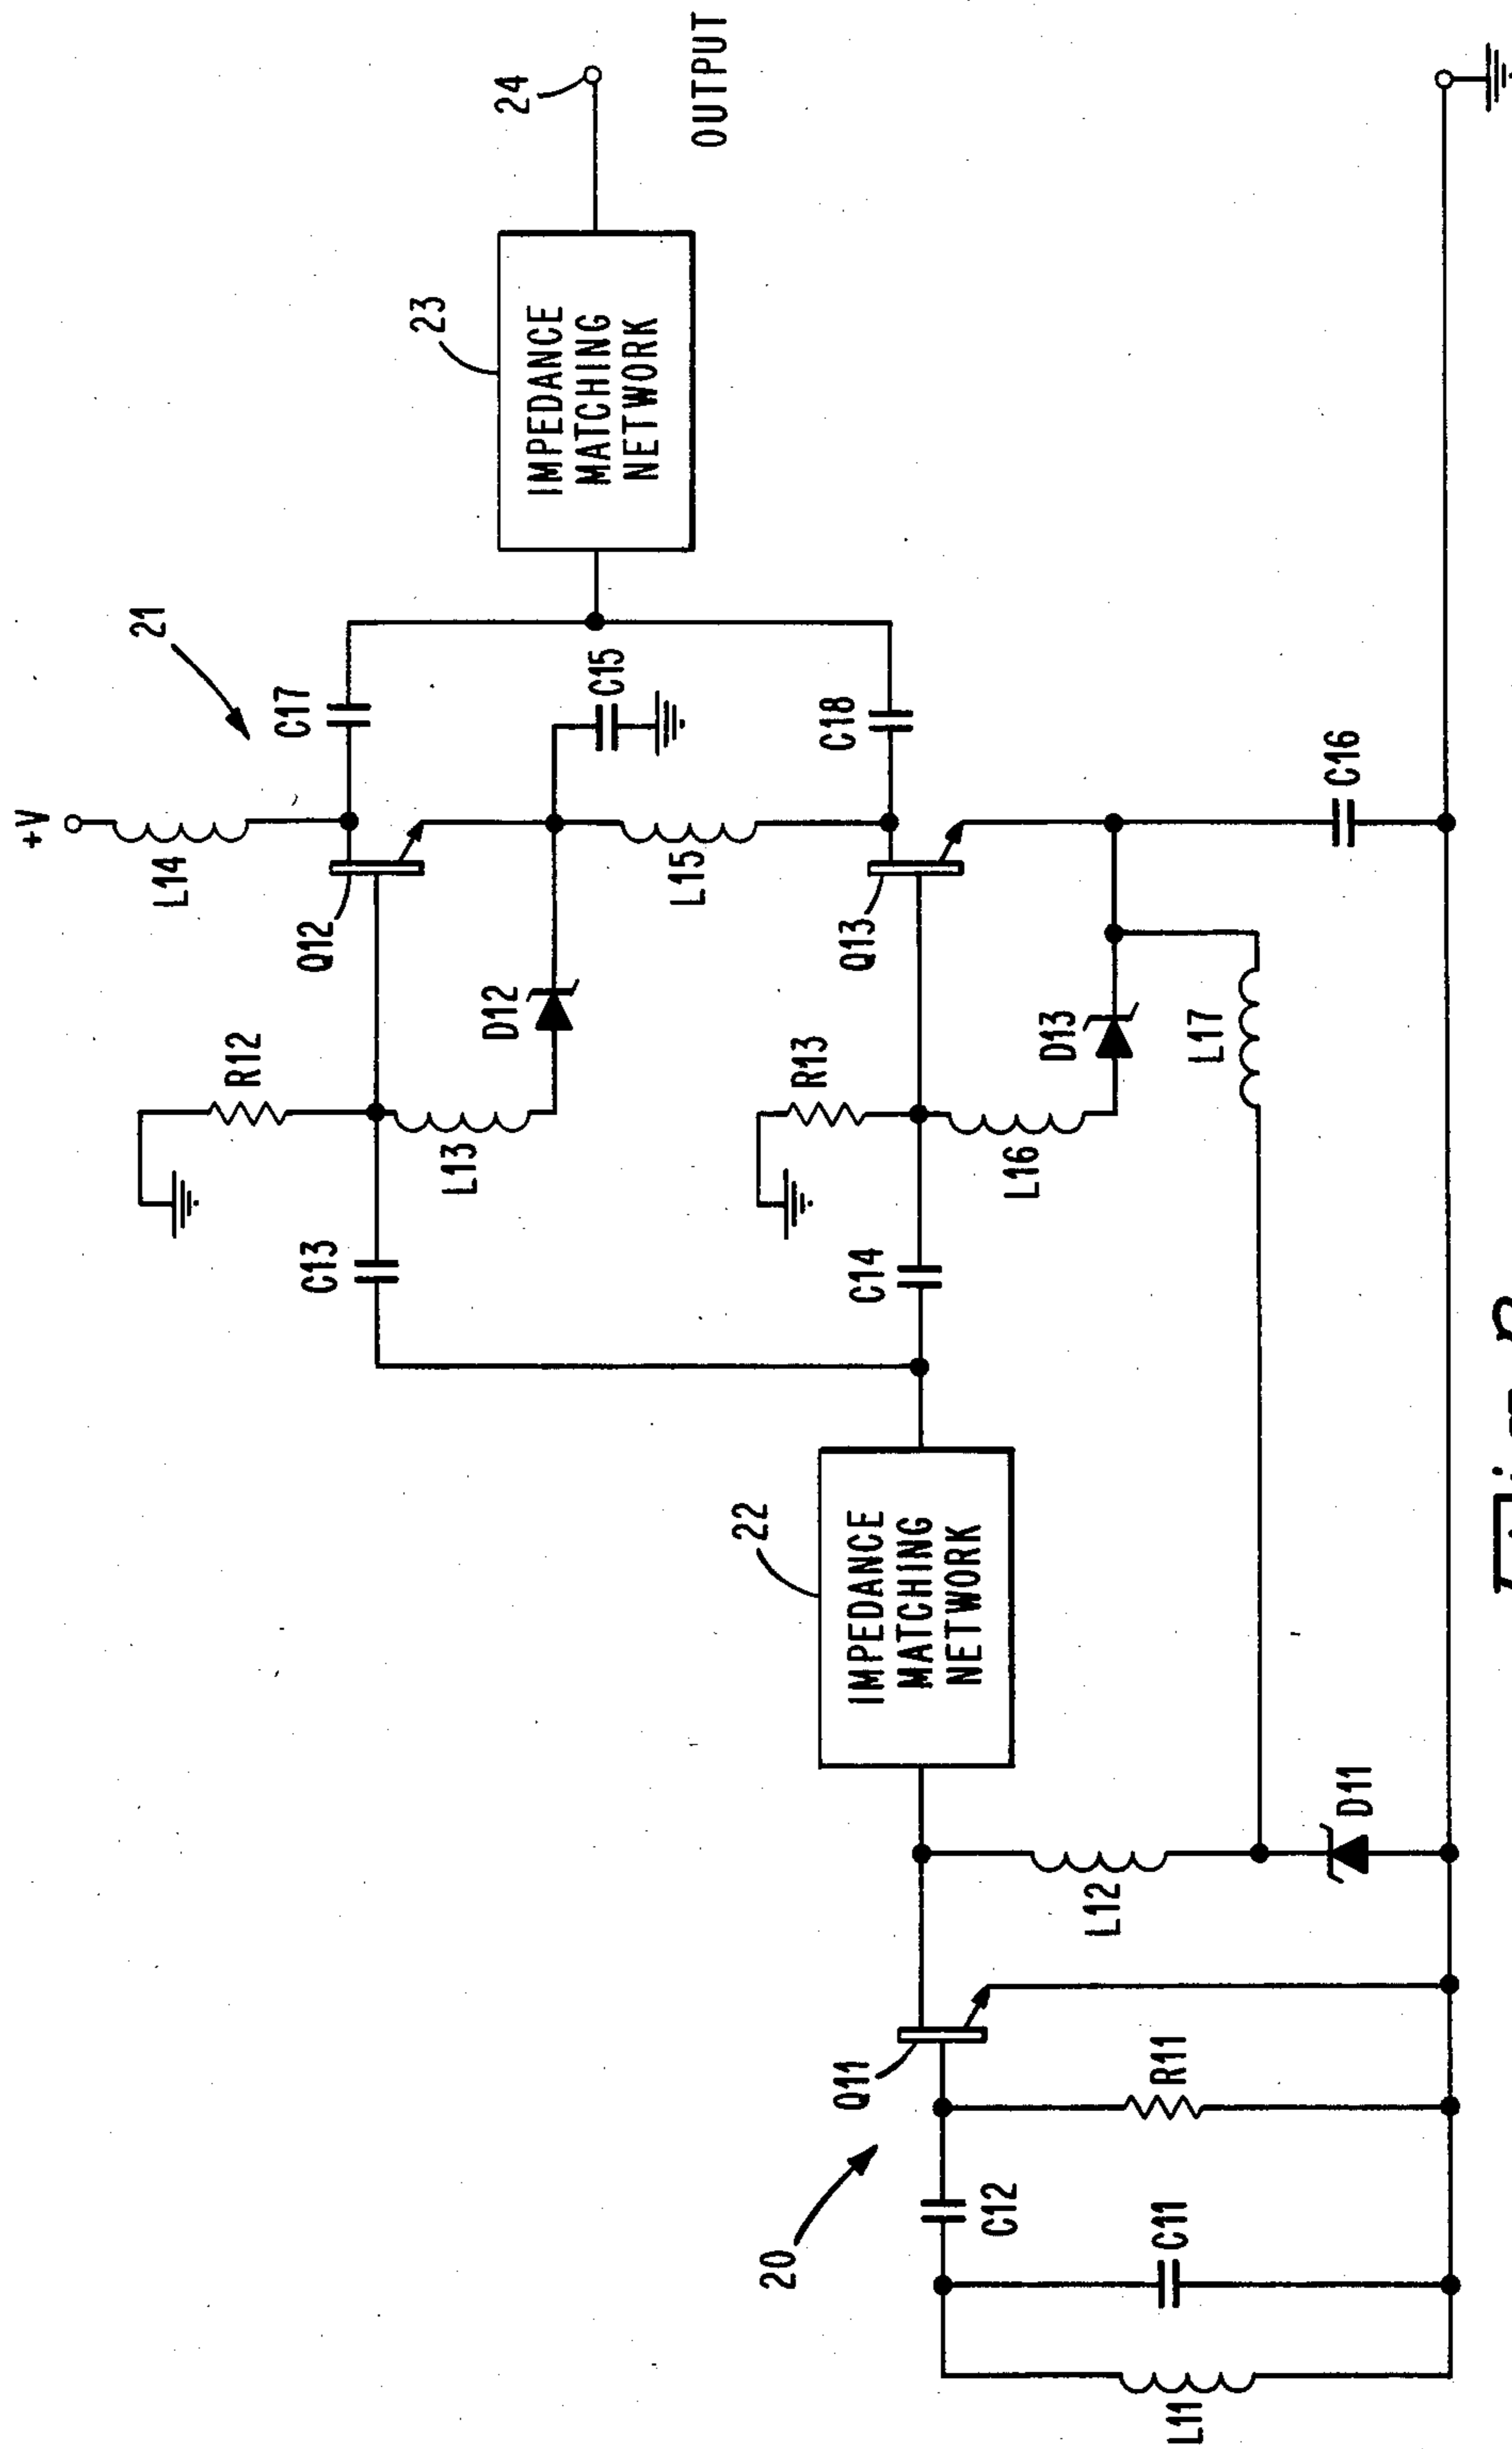 +V
L14
21
C17
Q12
R12
D12
C15
L13
C13
23
IMPEDANCE
MATCHING
NETWORK
24
OUTPUT
L15
C18
Q13
R13
D13
C14
L16
L17
C16
22
IMPEDANCE
MATCHING
NETWORK
L12
D11
Q11
20
R11
C12
C11
L11